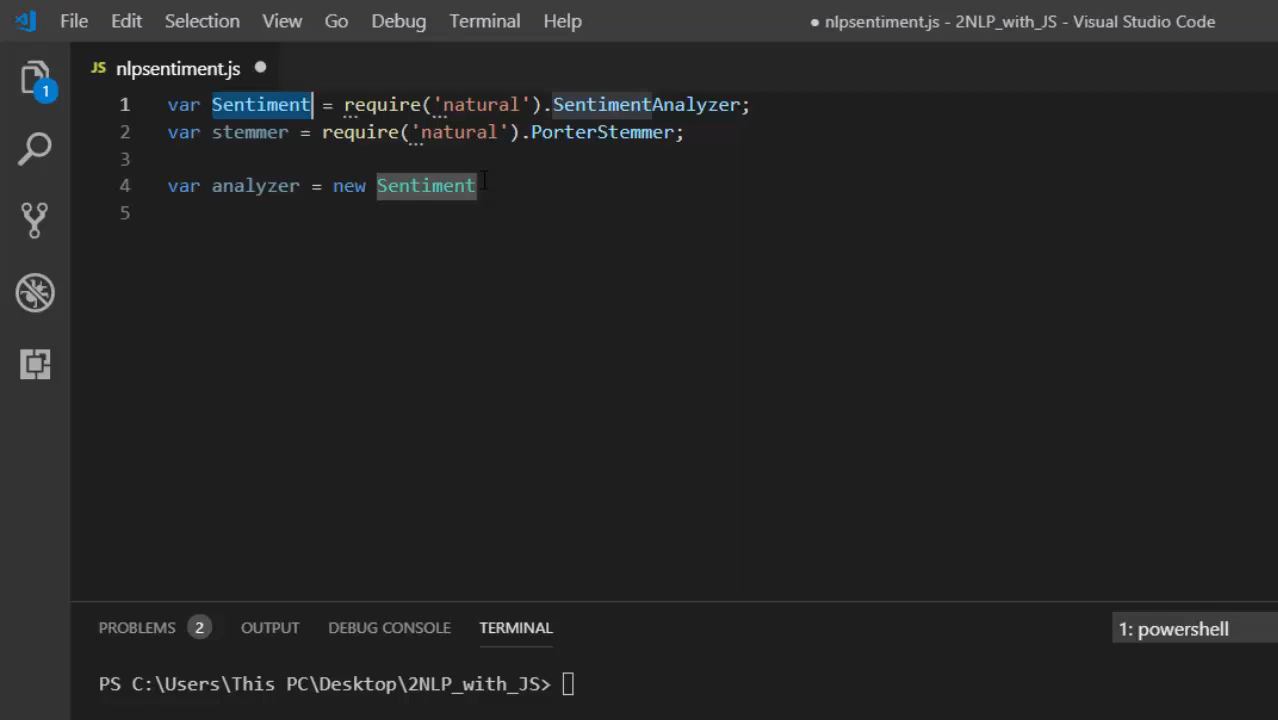 File Edit Selection View Go Debug Terminal Help
● nlpsentiment.js - 2NLP_with_JS - Visual Studio Code
JS nlpsentiment.js ●
1
1 var Sentiment = require('natural').SentimentAnalyzer;
2 var stemmer = require('natural').PorterStemmer;
3
4 var analyzer = new Sentiment
5
PROBLEMS 2 OUTPUT DEBUG CONSOLE TERMINAL
1: powershell
PS C:\Users\This PC\Desktop\2NLP_with_JS>